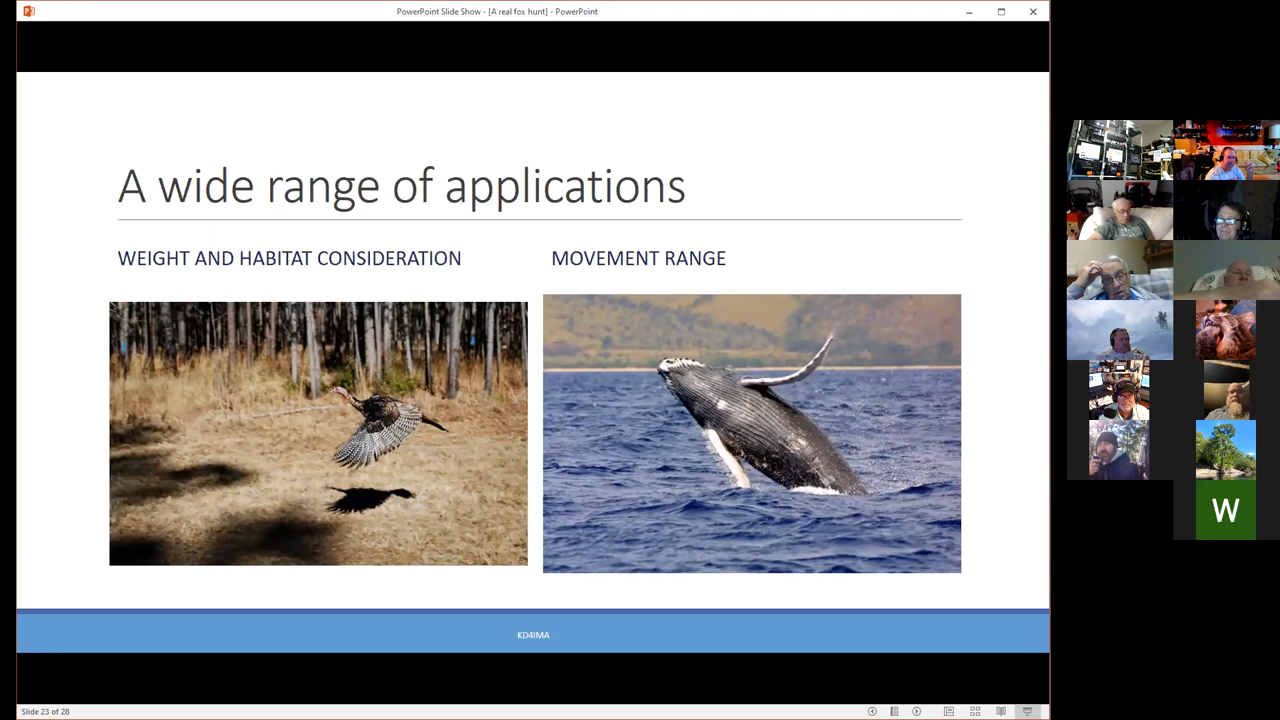 PowerPoint Slide Show - [A real fox hunt] - PowerPoint
A wide range of applications
WEIGHT AND HABITAT CONSIDERATION
MOVEMENT RANGE
KD4IMA
Slide 23 of 28
W